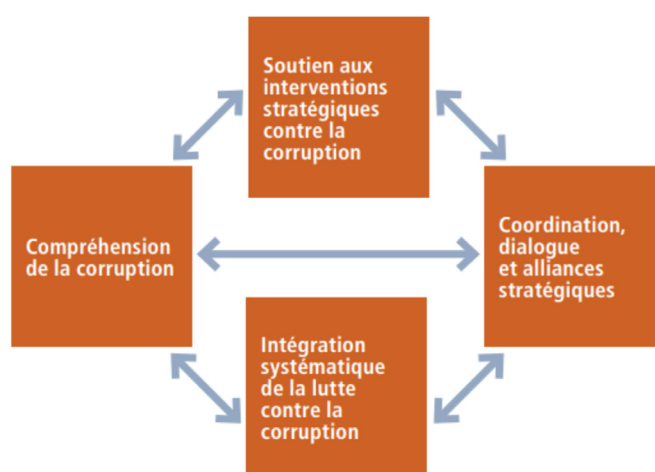 Soutien aux
interventions
stratégiques
contre la
corruption
Compréhension
de la corruption
Coordination,
dialogue
et alliances
stratégiques
Intégration
systématique
de la lutte
contre la
corruption